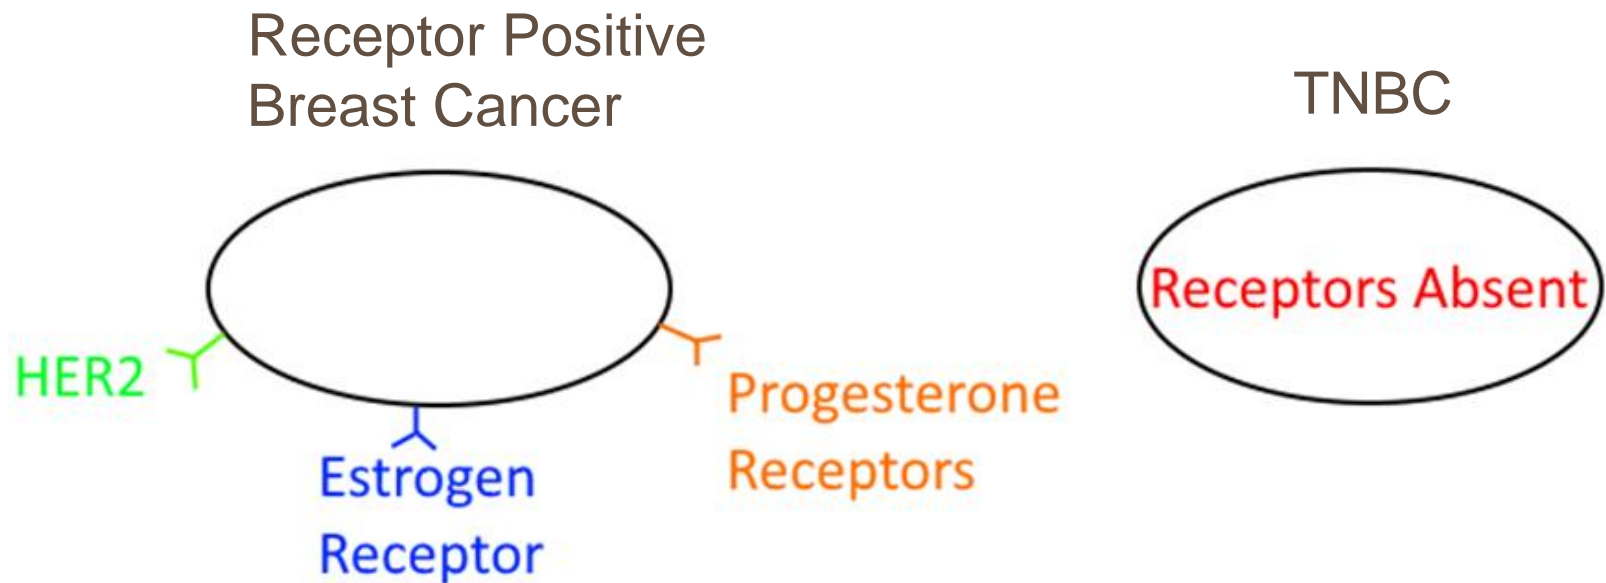 Receptor Positive
Breast Cancer
TNBC
Receptors Absent
HER2
Estrogen
Receptor
Progesterone
Receptors